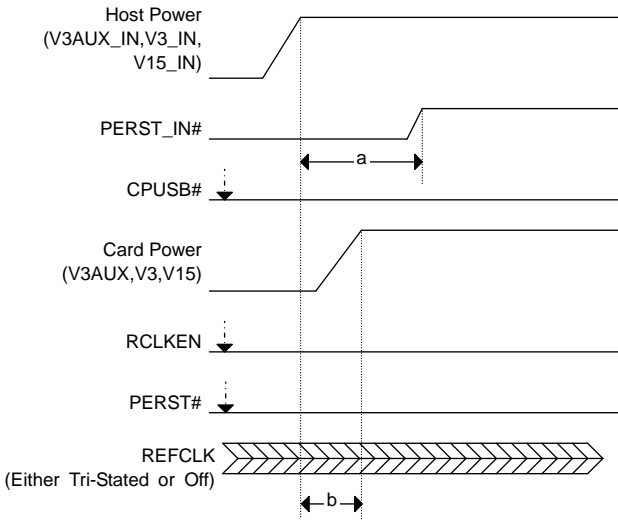 Host Power
(V3AUX_IN,V3_IN,
V15_IN)
PERST_IN#
a
CPUSB#
Card Power
(V3AUX,V3,V15)
RCLKEN
PERST#
REFCLK
(Either Tri-Stated or Off)
b